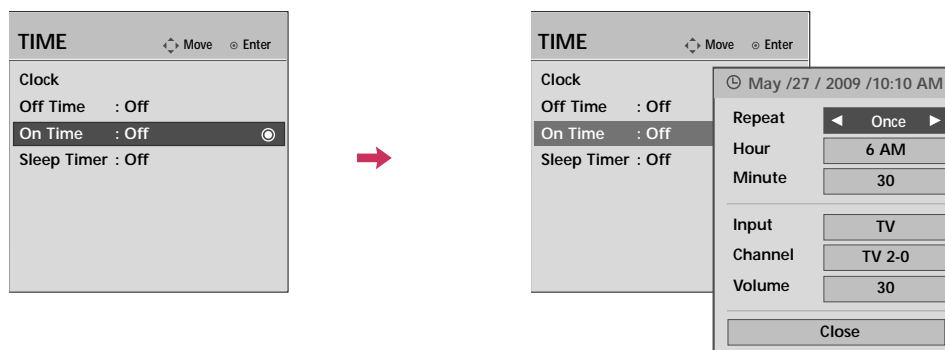 TIME Move Enter
Clock
Off Time : Off
On Time : Off
Sleep Timer : Off
TIME Move Enter
Clock
Off Time : Off
On Time : Off
Sleep Timer : Off
May /27 / 2009 /10:10 AM
Repeat ◀ Once ▶
Hour 6 AM
Minute 30
Input TV
Channel TV 2-0
Volume 30
Close